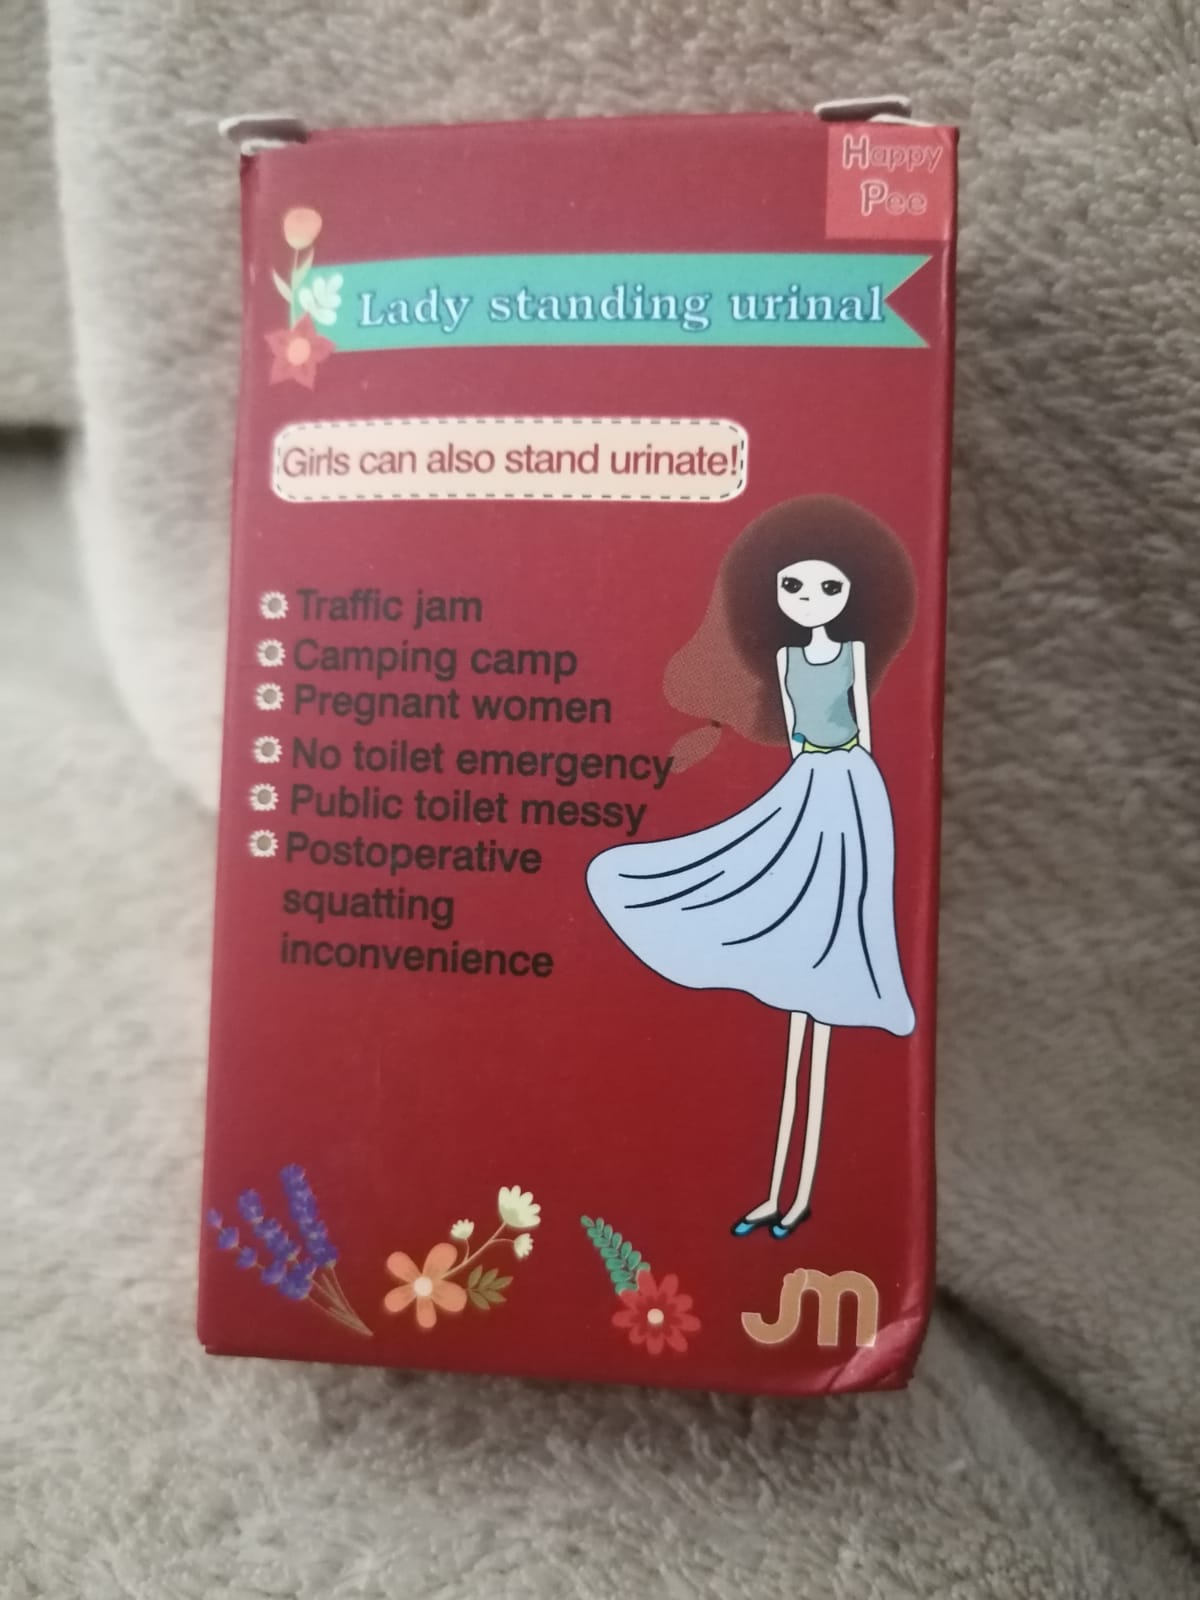 Happy
Pee
Lady standing urinal
Girls can also stand urinate!
Traffic jam
Camping camp
Pregnant women
No toilet emergency
Public toilet messy
Postoperative
squatting
inconvenience
JM